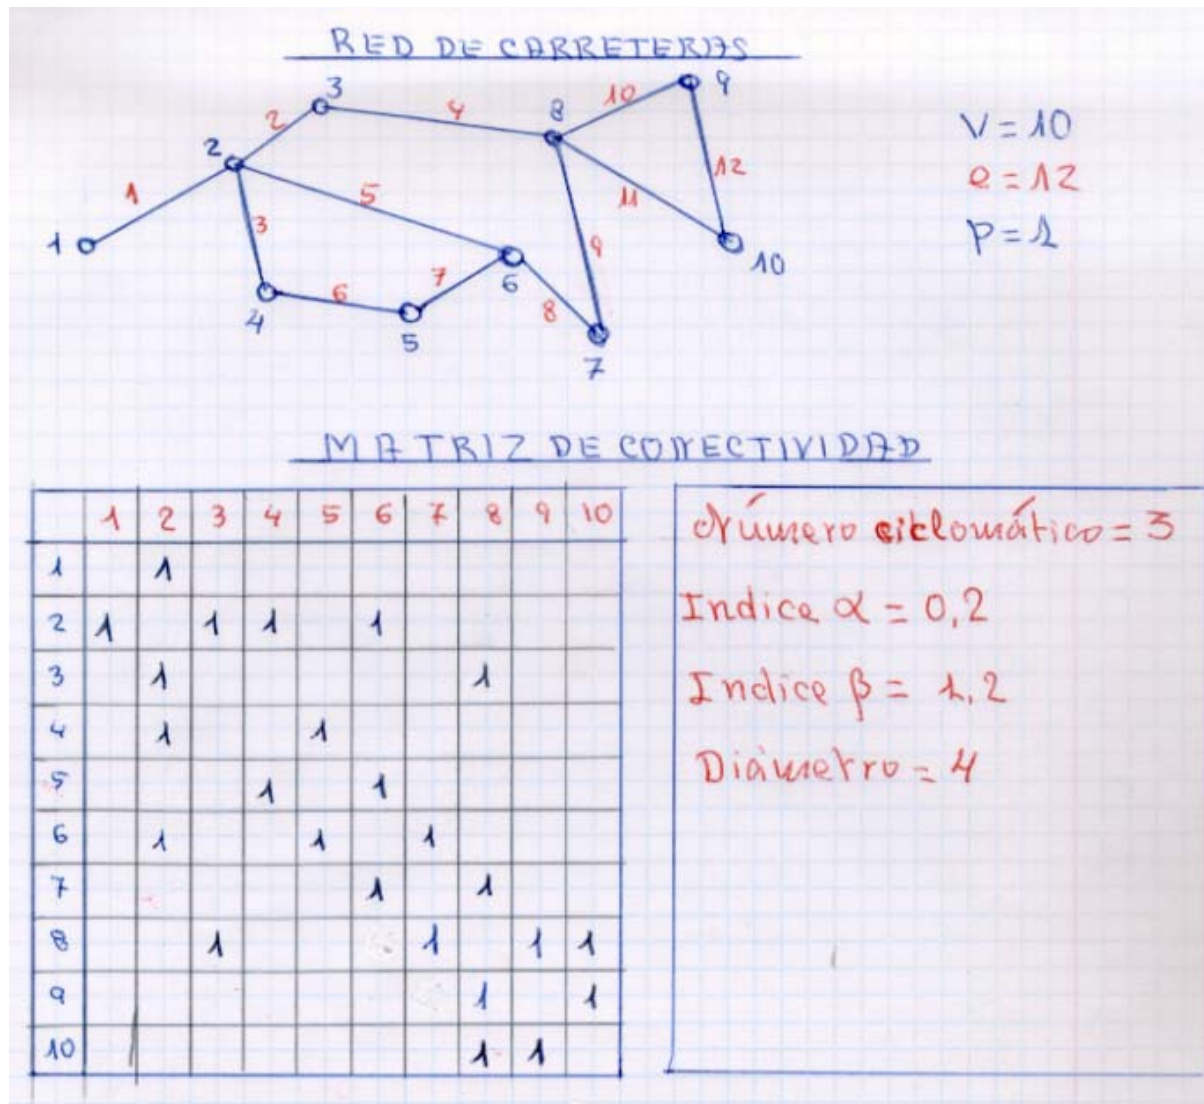 RED DE CARRETERAS
3
9
2
4
8
10
2
V = 10
1
5
11
12
e = 12
3
9
p = 1
1
6
7
6
8
10
4
5
7
MATRIZ DE CONECTIVIDAD
1 2 3 4 5 6 7 8 9 10
1 1
2 1 1 1 1
3 1 1
4 1 1
5 1 1
6 1 1 1
7 1 1
8 1 1 1 1
9 1 1
10 1 1
Número ciclomático = 3
Indice α = 0,2
Indice β = 1,2
Diámetro = 4